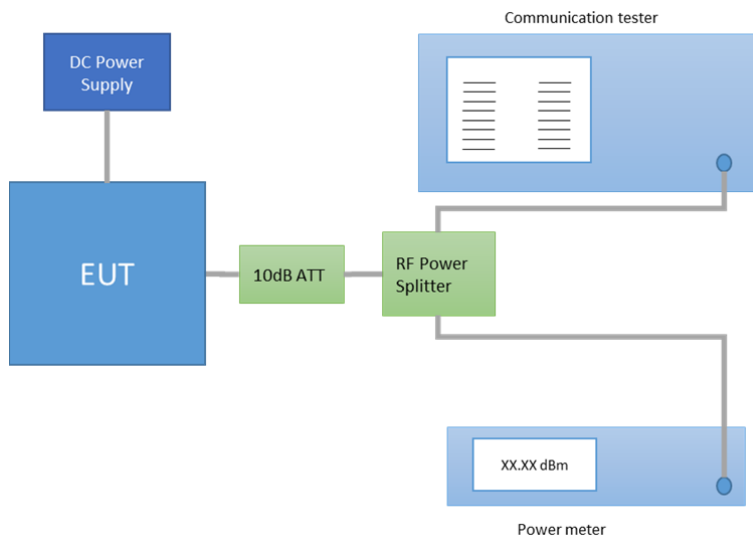 Communication tester
DC Power
Supply
EUT
10dB ATT
RF Power
Splitter
XX.XX dBm
Power meter